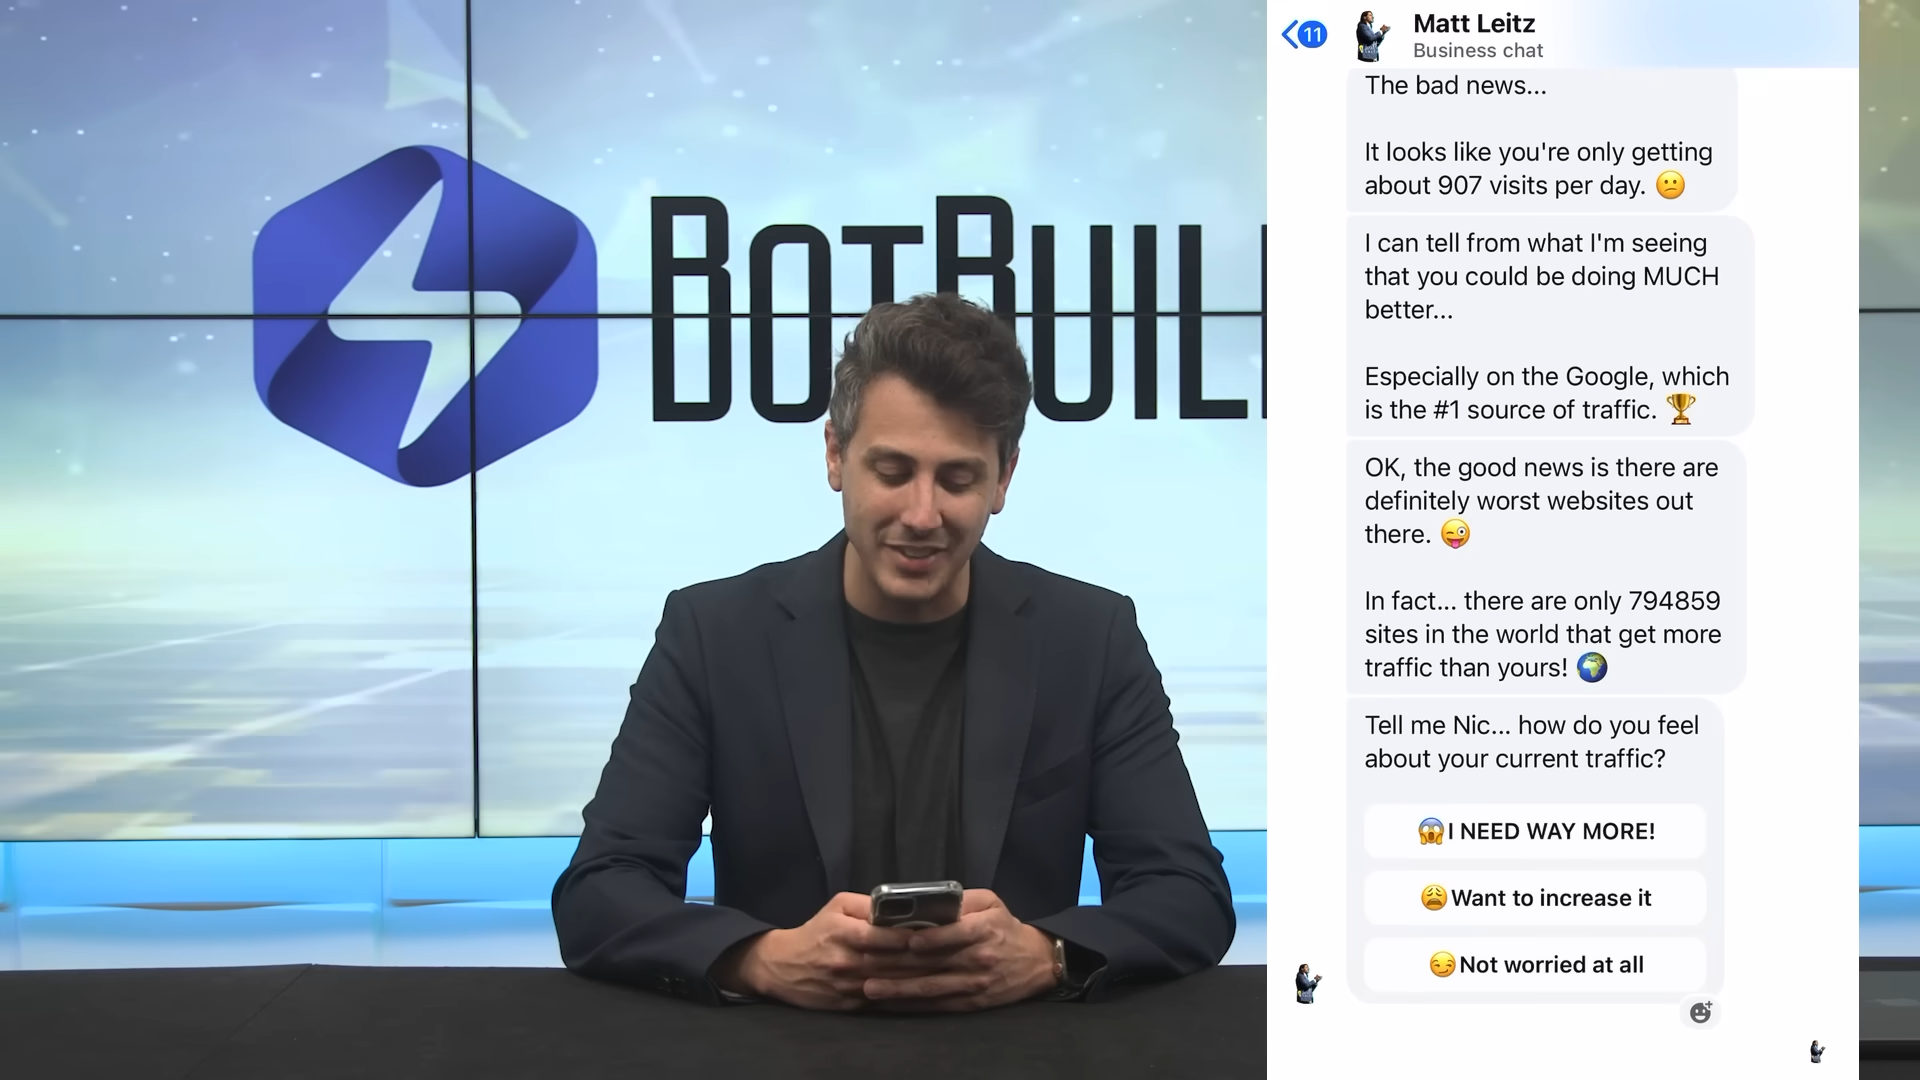 BOTBUIL
11
Matt Leitz
Business chat
The bad news...
It looks like you're only getting
about 907 visits per day. 😕
I can tell from what I'm seeing
that you could be doing MUCH
better...
Especially on the Google, which
is the #1 source of traffic. 🏆
OK, the good news is there are
definitely worst websites out
there. 😜
In fact... there are only 794859
sites in the world that get more
traffic than yours! 🌍
Tell me Nic... how do you feel
about your current traffic?
😱I NEED WAY MORE!
😩Want to increase it
😏Not worried at all